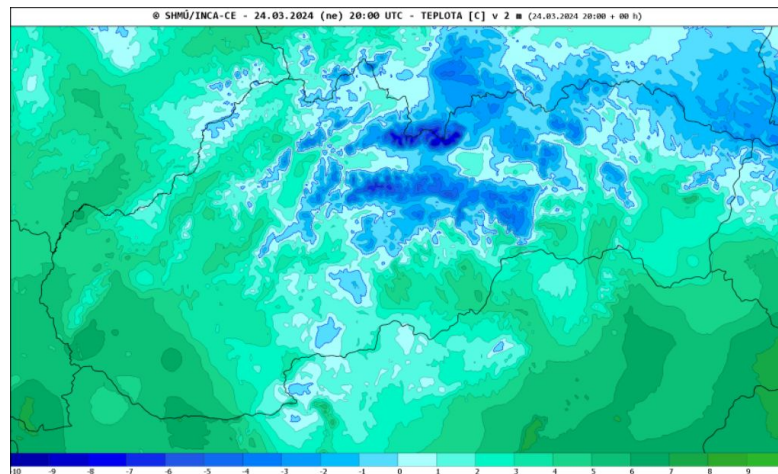 © SHMÚ/INCA-CE - 24.03.2024 (ne) 20:00 UTC - TEPLOTA [C] v 2 m (24.03.2024 20:00 + 00 h)
-10 -9 -8 -7 -6 -5 -4 -3 -2 -1 0 1 2 3 4 5 6 7 8 9